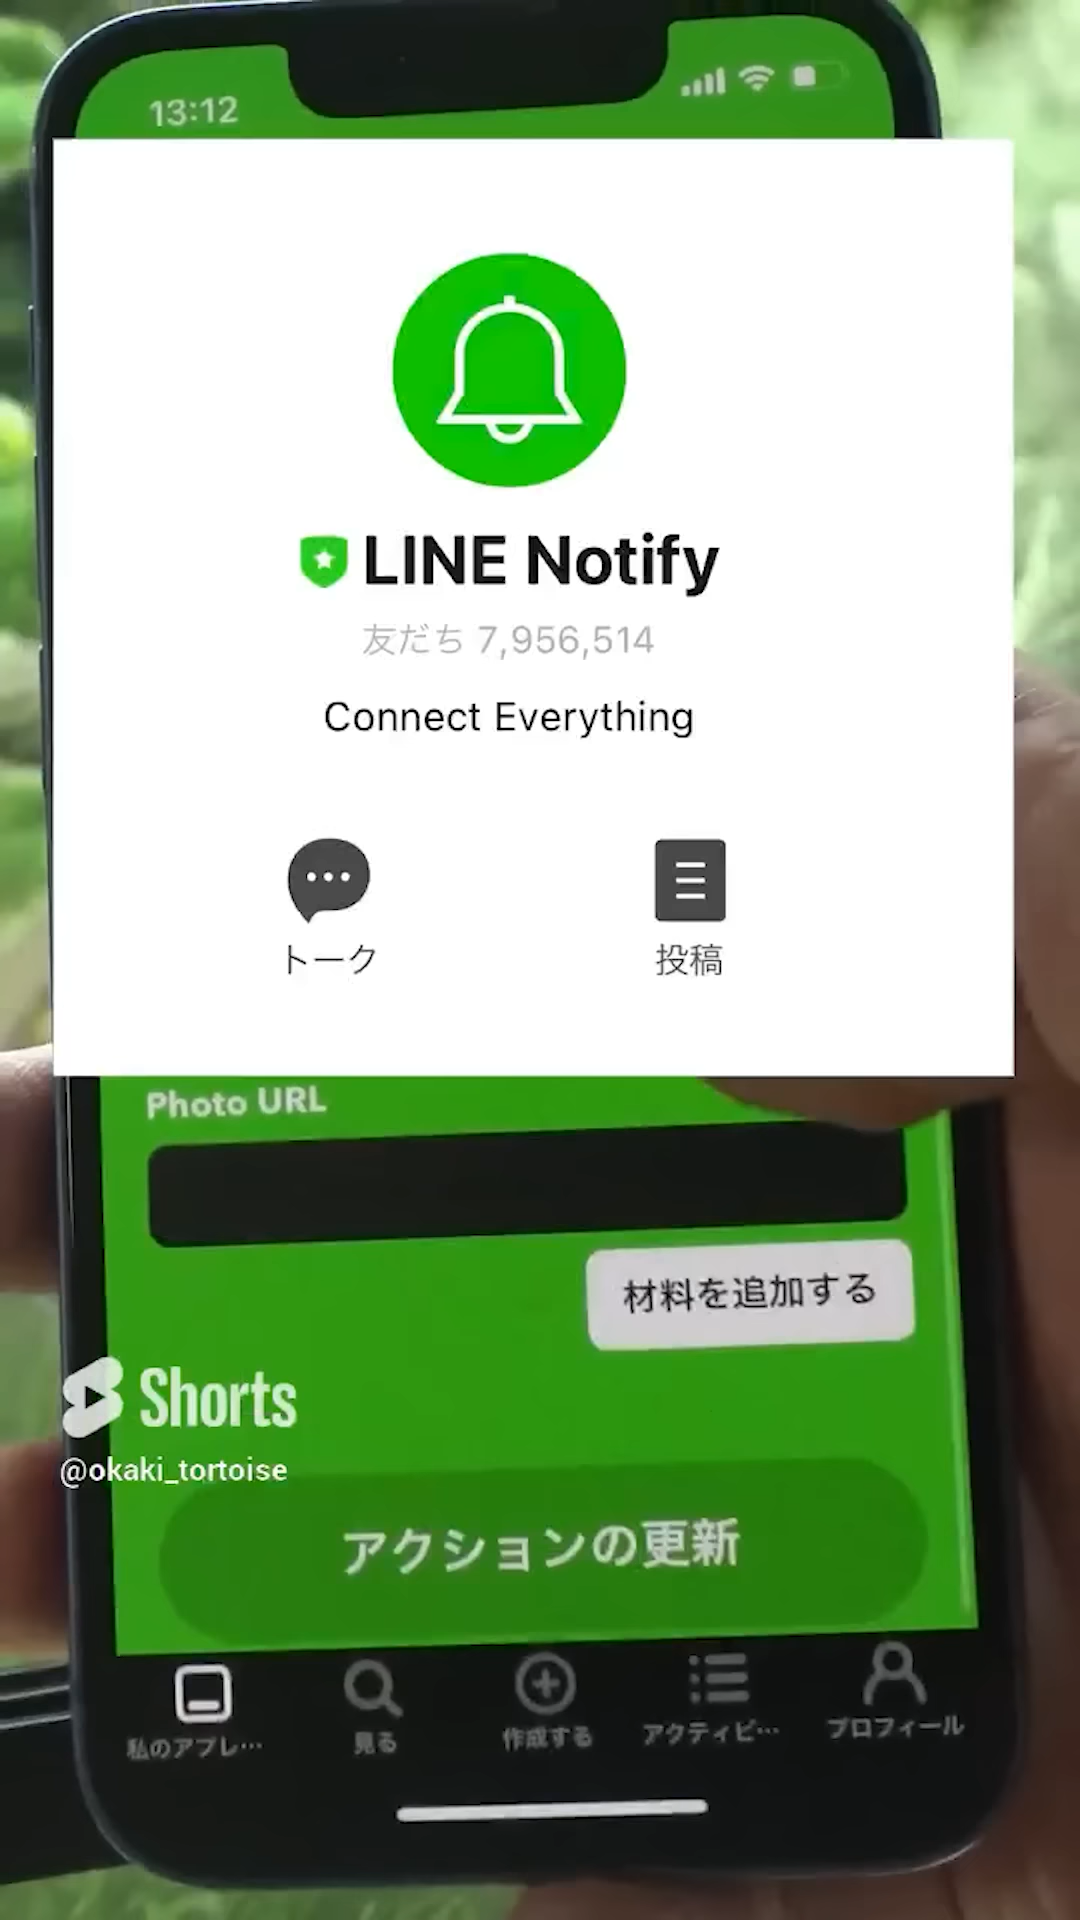 13:12
LINE Notify
友だち 7,956,514
Connect Everything
トーク
投稿
Photo URL
材料を追加する
Shorts
@okaki_tortoise
アクションの更新
私のアプレ…
見る
作成する
アクティビ…
プロフィール